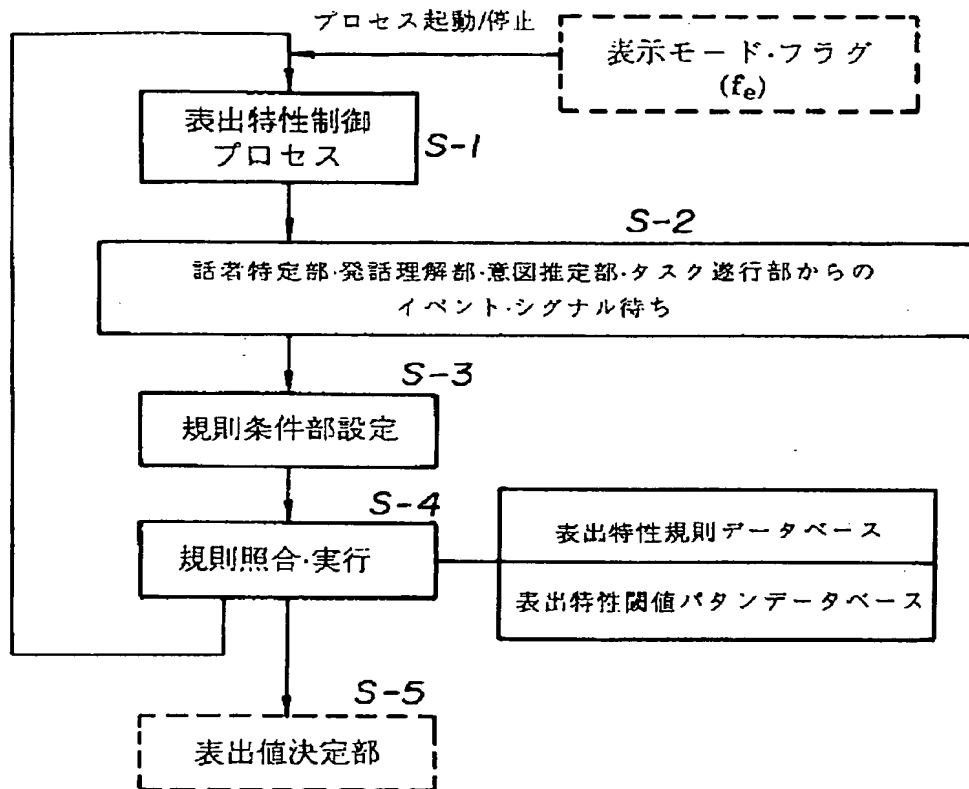 プロセス起動/停止
表示モード・フラグ
(fe)
表出特性制御
プロセス
S-1
S-2
話者特定部・発話理解部・意図推定部・タスク遂行部からの
イベント・シグナル待ち
S-3
規則条件部設定
S-4
規則照合・実行
表出特性規則データベース
表出特性閾値パタンデータベース
S-5
表出値決定部